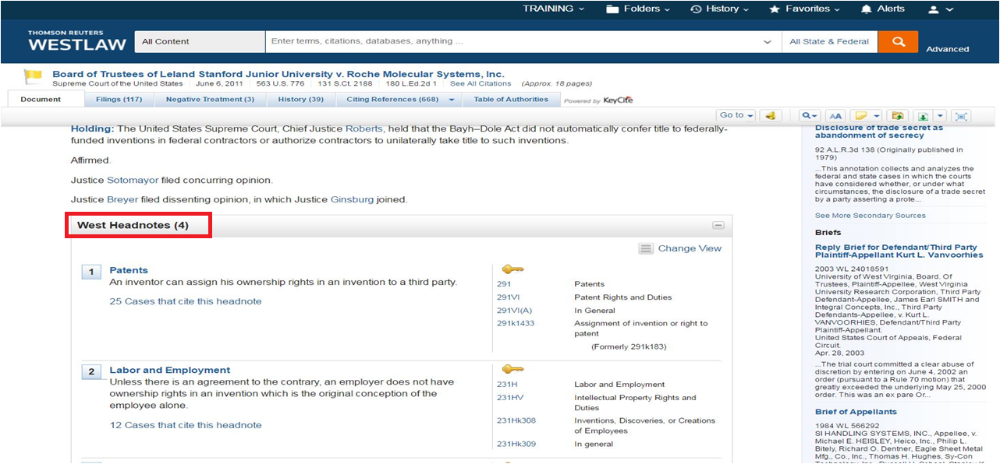 TRAINING Folders History Favorites Alerts
THOMSON REUTERS
WESTLAW
All Content
Enter terms, citations, databases, anything ...
All State & Federal
Advanced
Board of Trustees of Leland Stanford Junior University v. Roche Molecular Systems, Inc.
Supreme Court of the United States June 6, 2011 563 U.S. 776 131 S.Ct. 2188 180 L.Ed.2d 1 See All Citations (Approx. 18 pages)
Document Filings (117) Negative Treatment (3) History (39) Citing References (668) Table of Authorities Powered by KeyCite
Go to AA
Holding: The United States Supreme Court, Chief Justice Roberts, held that the Bayh–Dole Act did not automatically confer title to federally-
funded inventions in federal contractors or authorize contractors to unilaterally take title to such inventions.
Affirmed.
Justice Sotomayor filed concurring opinion.
Justice Breyer filed dissenting opinion, in which Justice Ginsburg joined.
West Headnotes (4)
Change View
1 Patents
An inventor can assign his ownership rights in an invention to a third party.
25 Cases that cite this headnote
291 Patents
291VI Patent Rights and Duties
291VI(A) In General
291k1433 Assignment of invention or right to
patent
(Formerly 291k183)
2 Labor and Employment
Unless there is an agreement to the contrary, an employer does not have
ownership rights in an invention which is the original conception of the
employee alone.
12 Cases that cite this headnote
231H Labor and Employment
231HV Intellectual Property Rights and
Duties
231Hk308 Inventions, Discoveries, or Creations
of Employees
231Hk309 In general
Disclosure of trade secret as
abandonment of secrecy
92 A.L.R.3d 138 (Originally published in
1979)
...This annotation collects and analyzes the
federal and state cases in which the courts
have considered whether, or under what
circumstances, the disclosure of a trade secret
by a party asserting a prote...
See More Secondary Sources
Briefs
Reply Brief for Defendant/Third Party
Plaintiff-Appellant Kurt L. Vanvoorhies
2003 WL 24018591
University of West Virginia, Board. Of
Trustees, Plaintiff-Appellee, West Virginia
University Research Corporation, Third Party
Defendant-Appellee, James Earl SMITH and
Integral Concepts, Inc., Third Party
Defendants-Appellee, v. Kurt L.
VANVOORHIES, Defendant/Third Party
Plaintiff-Appellant.
United States Court of Appeals, Federal
Circuit.
Apr. 28, 2003
...The trial court committed a clear abuse of
discretion by entering on June 4, 2002 an
order (pursuant to a Rule 70 motion) that
greatly exceeded the underlying May 25, 2000
order. This was an ex pare Or...
Brief of Appellants
1984 WL 566292
SI HANDLING SYSTEMS, INC., Appellee, v.
Michael E. HEISLEY, Heico, Inc., Philip L.
Bitely, Richard O. Dentner, Eagle Sheet Metal
Mfg., Co., Inc., Thomas H. Hughes, Sy-Con